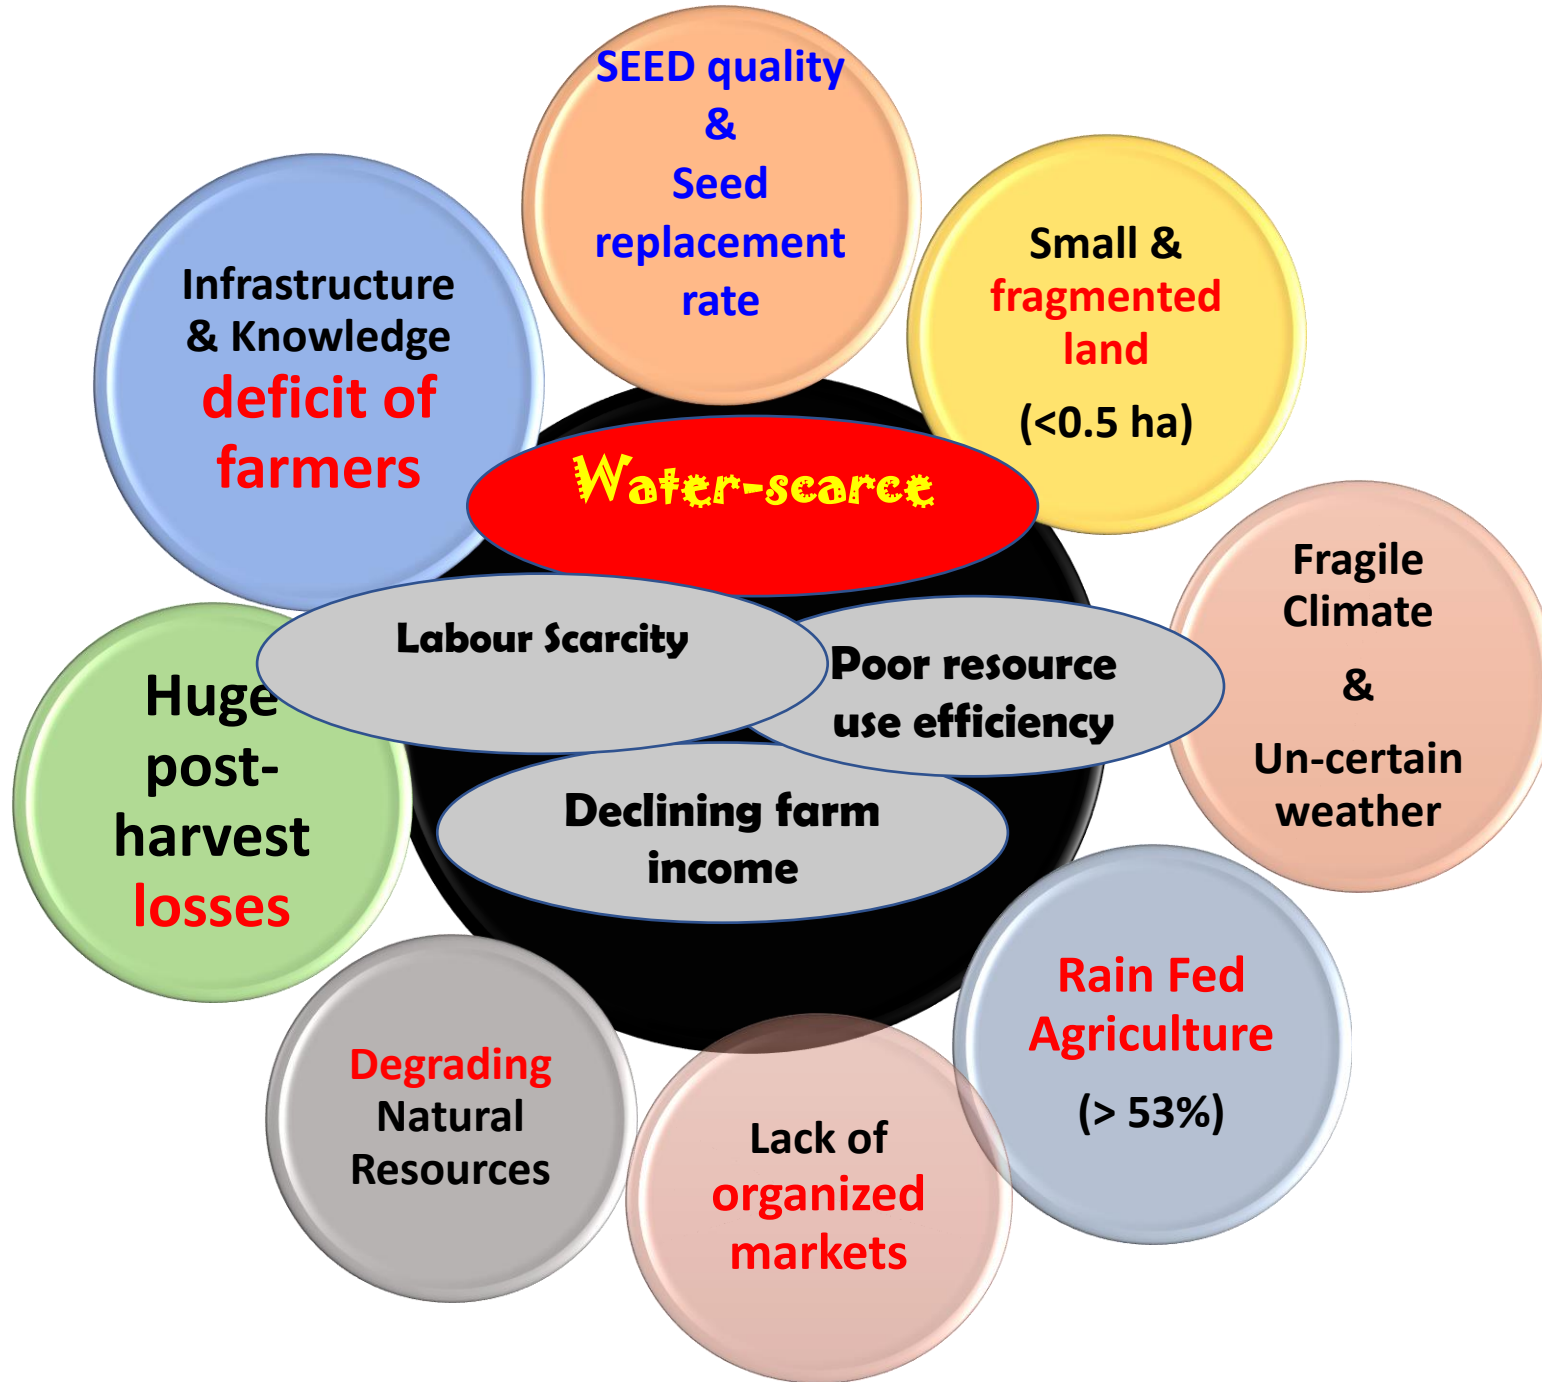 SEED quality
&
Seed
replacement
rate
Small &
fragmented
land
(<0.5 ha)
Infrastructure
& Knowledge
deficit of
farmers
Water-scarce
Fragile
Climate
&
Un-certain
weather
Labour Scarcity
Poor resource
use efficiency
Huge
post-
harvest
losses
Declining farm
income
Rain Fed
Agriculture
(> 53%)
Degrading
Natural
Resources
Lack of
organized
markets